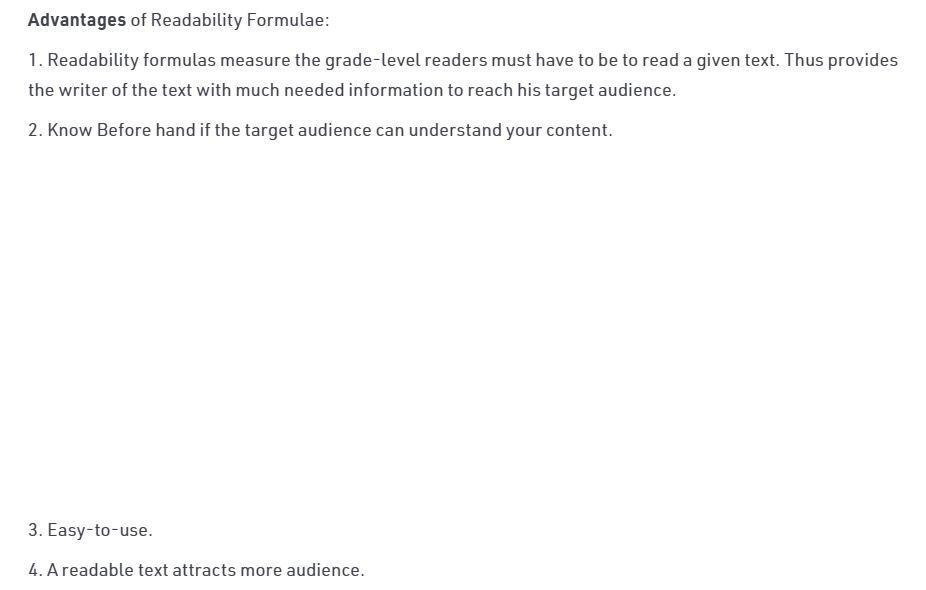 Advantages of Readability Formulae:
1. Readability formulas measure the grade-level readers must have to be to read a given text. Thus provides
the writer of the text with much needed information to reach his target audience.
2. Know Before hand if the target audience can understand your content.
3. Easy-to-use.
4. A readable text attracts more audience.